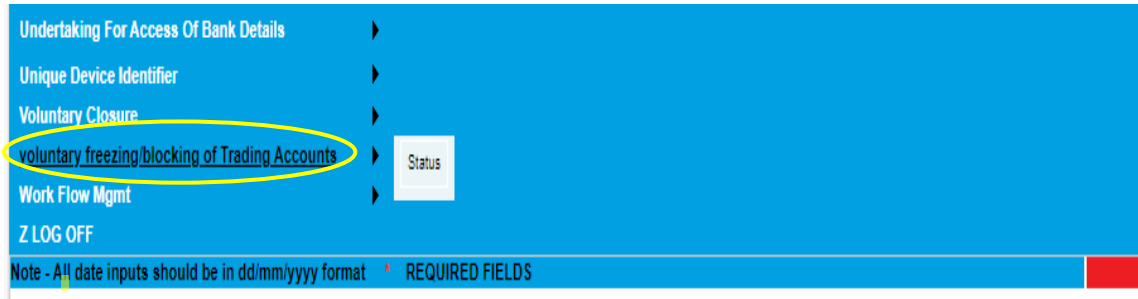 Undertaking For Access Of Bank Details
Unique Device Identifier
Voluntary Closure
voluntary freezing/blocking of Trading Accounts
Status
Work Flow Mgmt
Z LOG OFF
Note - All date inputs should be in dd/mm/yyyy format * REQUIRED FIELDS